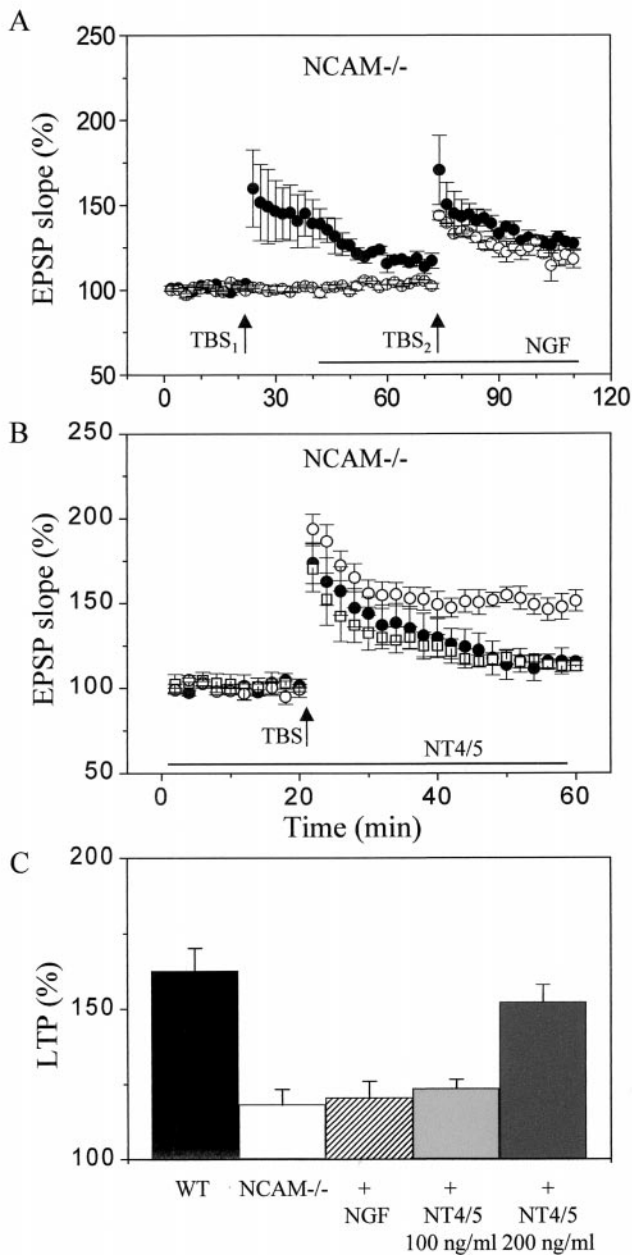 A
NCAM-/-
EPSP slope (%)
250
200
150
100
50
TBS₁
TBS₂
NGF
0 30 60 90 120
B
NCAM-/-
EPSP slope (%)
250
200
150
100
50
TBS
NT4/5
0 20 40 60
Time (min)
C
LTP (%)
200
150
100
WT NCAM-/- + + +
NGF NT4/5 NT4/5
100 ng/ml 200 ng/ml